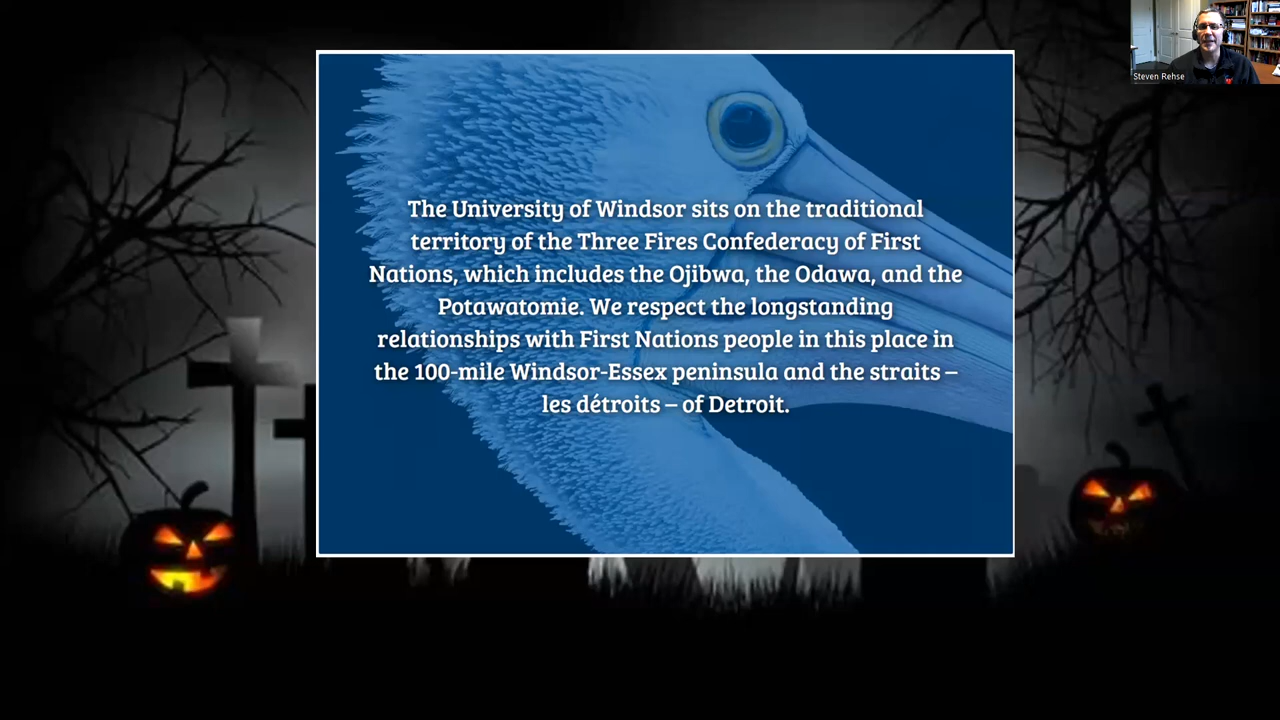 Steven Rehse
The University of Windsor sits on the traditional
territory of the Three Fires Confederacy of First
Nations, which includes the Ojibwa, the Odawa, and the
Potawatomie. We respect the longstanding
relationships with First Nations people in this place in
the 100-mile Windsor-Essex peninsula and the straits –
les détroits – of Detroit.